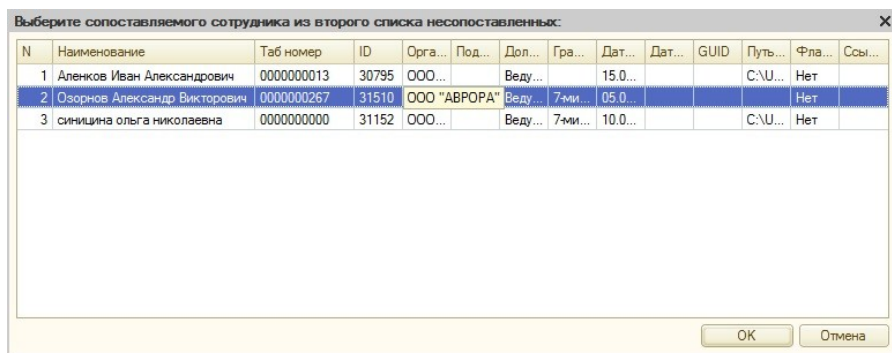 Выберите сопоставляемого сотрудника из второго списка несопоставленных:
N Наименование Таб номер ID Орга... Под... Дол... Гра... Дат... Дат... GUID Путь... Фла... Ссы...
1 Аленков Иван Александрович 0000000013 30795 ООО... Веду... 15.0... C:\U... Нет
2 Озорнов Александр Викторович 0000000267 31510 ООО "АВРОРА" Веду... 7-ми... 05.0... Нет
3 синицина ольга николаевна 0000000000 31152 ООО... Веду... 7-ми... 10.0... C:\U... Нет
OK Отмена